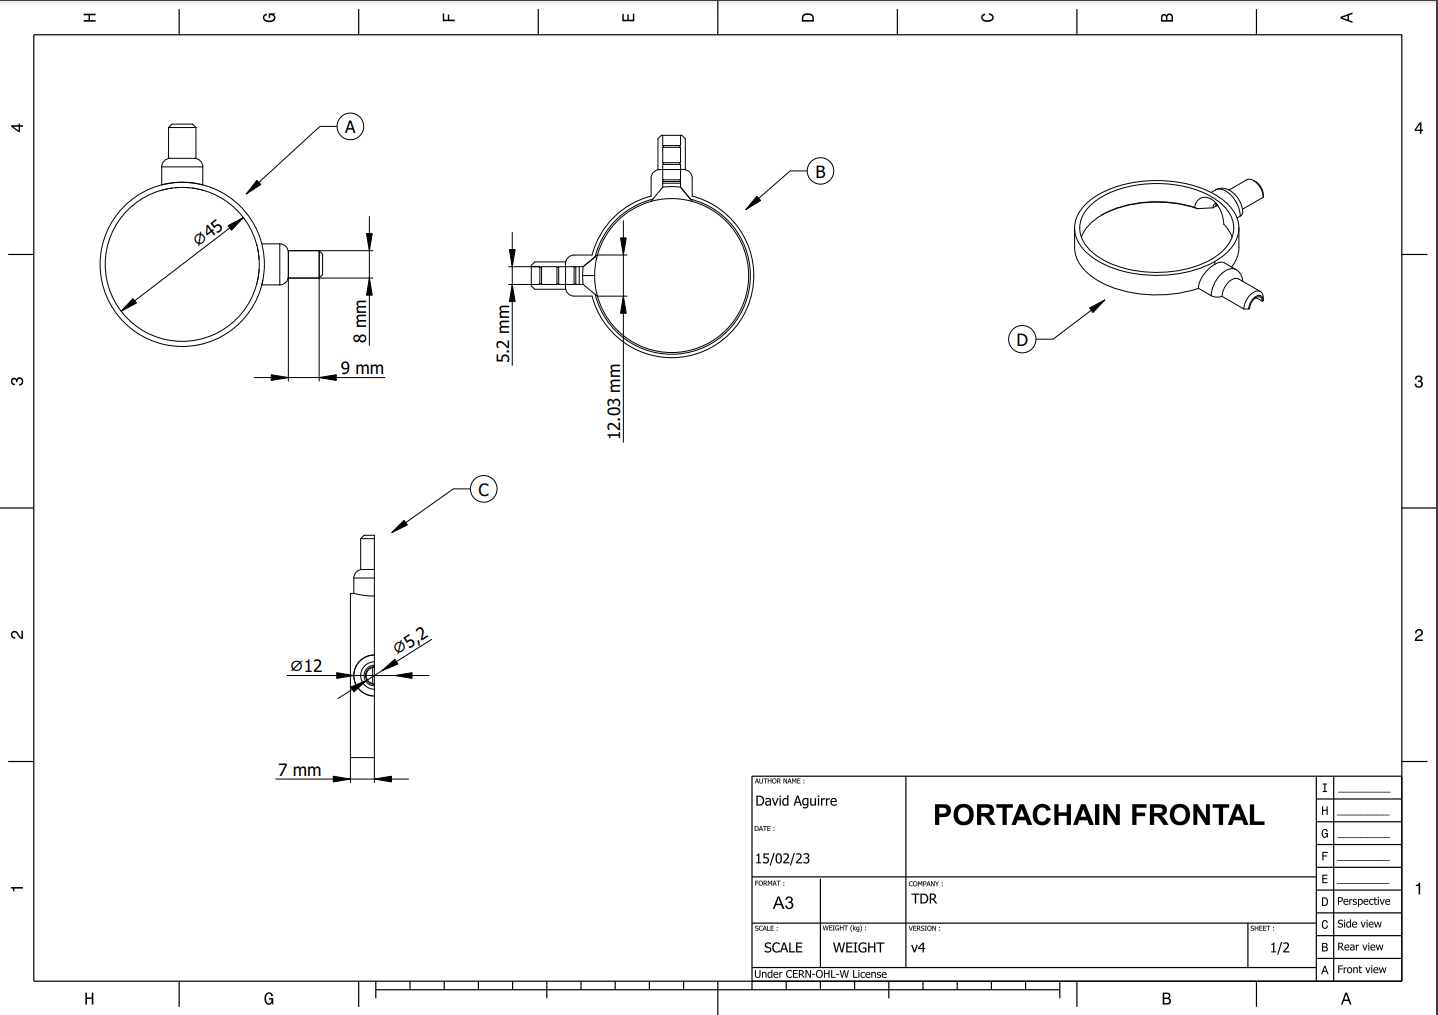 H G F E D C B A
4 4
3 3
2 2
1 1
A
⌀45
8 mm
9 mm
B
5.2 mm
12.03 mm
D
C
⌀5,2
⌀12
7 mm
AUTHOR NAME :
David Aguirre
DATE :
15/02/23
PORTACHAIN FRONTAL
FORMAT :
A3
COMPANY :
TDR
SCALE :
SCALE
WEIGHT (kg) :
WEIGHT
VERSION :
v4
SHEET :
1/2
Under CERN-OHL-W License
I
H
G
F
E
D Perspective
C Side view
B Rear view
A Front view
H G B A